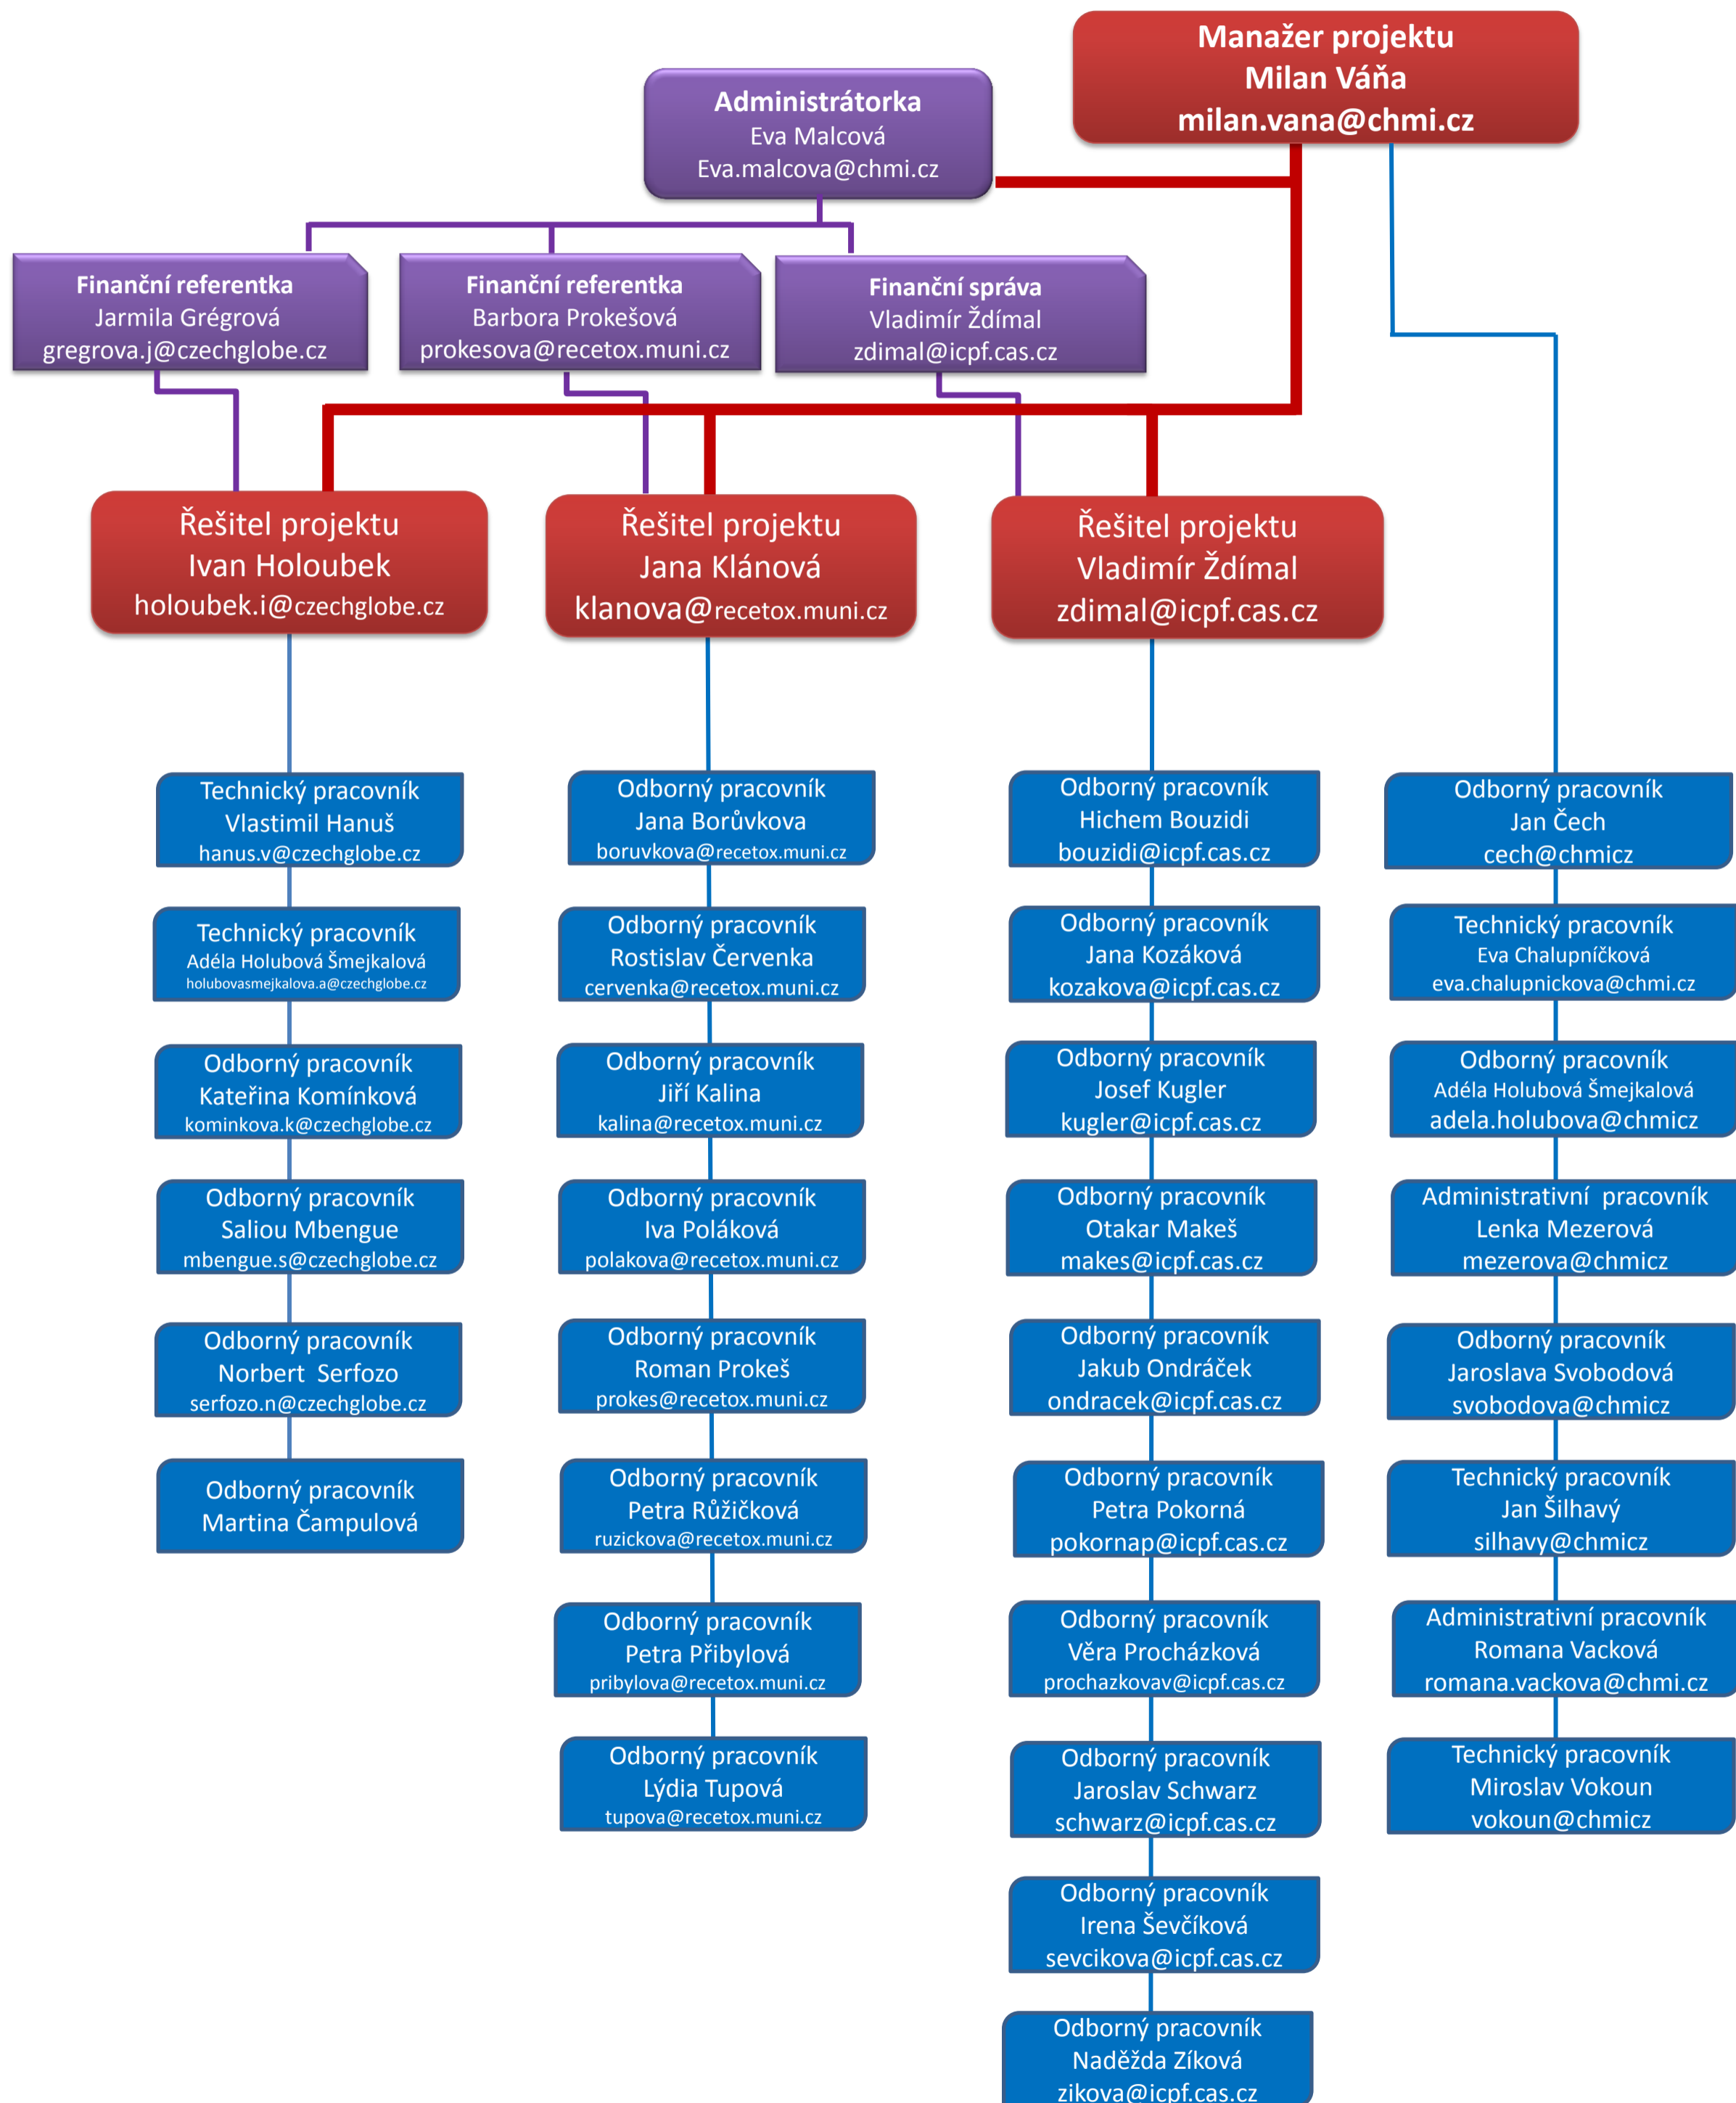 Manažer projektu
Milan Váňa
milan.vana@chmi.cz
Administrátorka
Eva Malcová
Eva.malcova@chmi.cz
Finanční referentka
Jarmila Grégrová
gregrova.j@czechglobe.cz
Finanční referentka
Barbora Prokešová
prokesova@recetox.muni.cz
Finanční správa
Vladimír Ždímal
zdimal@icpf.cas.cz
Řešitel projektu
Ivan Holoubek
holoubek.i@czechglobe.cz
Řešitel projektu
Jana Klánová
klanova@recetox.muni.cz
Řešitel projektu
Vladimír Ždímal
zdimal@icpf.cas.cz
Technický pracovník
Vlastimil Hanuš
hanus.v@czechglobe.cz
Technický pracovník
Adéla Holubová Šmejkalová
holubovasmejkalova.a@czechglobe.cz
Odborný pracovník
Kateřina Komínková
kominkova.k@czechglobe.cz
Odborný pracovník
Saliou Mbengue
mbengue.s@czechglobe.cz
Odborný pracovník
Norbert  Serfozo
serfozo.n@czechglobe.cz
Odborný pracovník
Martina Čampulová
Odborný pracovník
Jana Borůvkova
boruvkova@recetox.muni.cz
Odborný pracovník
Rostislav Červenka
cervenka@recetox.muni.cz
Odborný pracovník
Jiří Kalina
kalina@recetox.muni.cz
Odborný pracovník
Iva Poláková
polakova@recetox.muni.cz
Odborný pracovník
Roman Prokeš
prokes@recetox.muni.cz
Odborný pracovník
Petra Růžičková
ruzickova@recetox.muni.cz
Odborný pracovník
Petra Přibylová
pribylova@recetox.muni.cz
Odborný pracovník
Lýdia Tupová
tupova@recetox.muni.cz
Odborný pracovník
Hichem Bouzidi
bouzidi@icpf.cas.cz
Odborný pracovník
Jana Kozáková
kozakova@icpf.cas.cz
Odborný pracovník
Josef Kugler
kugler@icpf.cas.cz
Odborný pracovník
Otakar Makeš
makes@icpf.cas.cz
Odborný pracovník
Jakub Ondráček
ondracek@icpf.cas.cz
Odborný pracovník
Petra Pokorná
pokornap@icpf.cas.cz
Odborný pracovník
Věra Procházková
prochazkovav@icpf.cas.cz
Odborný pracovník
Jaroslav Schwarz
schwarz@icpf.cas.cz
Odborný pracovník
Irena Ševčíková
sevcikova@icpf.cas.cz
Odborný pracovník
Naděžda Zíková
zikova@icpf.cas.cz
Odborný pracovník
Jan Čech
cech@chmicz
Technický pracovník
Eva Chalupníčková
eva.chalupnickova@chmi.cz
Odborný pracovník
Adéla Holubová Šmejkalová
adela.holubova@chmicz
Administrativní  pracovník
Lenka Mezerová
mezerova@chmicz
Odborný pracovník
Jaroslava Svobodová
svobodova@chmicz
Technický pracovník
Jan Šilhavý
silhavy@chmicz
Administrativní pracovník
Romana Vacková
romana.vackova@chmi.cz
Technický pracovník
Miroslav Vokoun
vokoun@chmicz